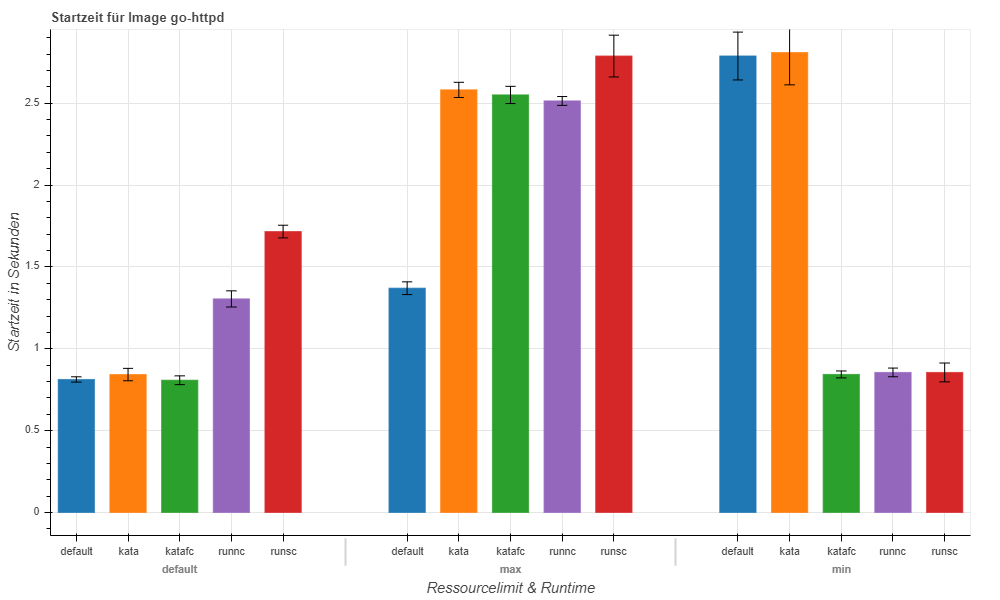 Startzeit für Image go-httpd
Startzeit in Sekunden
2.5
2
1.5
1
0.5
0
default kata katafc runnc runsc default kata katafc runnc runsc default kata katafc runnc runsc
default max min
Ressourcelimit & Runtime